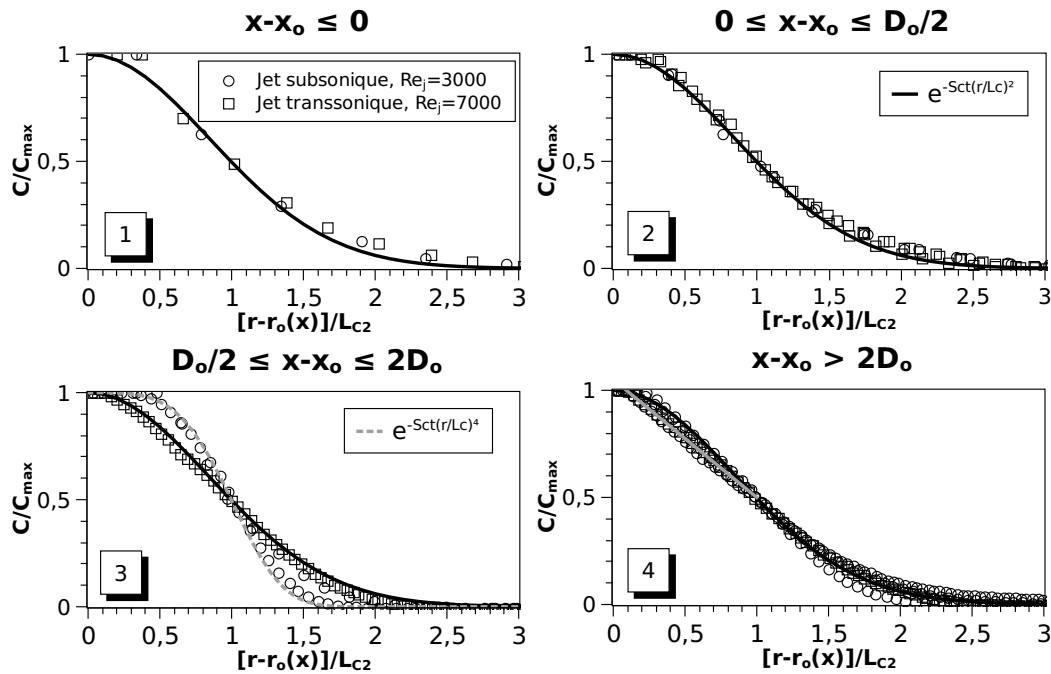 x-xₒ ≤ 0
C/Cmax
1
0,5
0
Jet subsonique, Reⱼ=3000
Jet transsonique, Reⱼ=7000
1
0 0,5 1 1,5 2 2,5 3
[r-rₒ(x)]/L_C2
0 ≤ x-xₒ ≤ Dₒ/2
C/Cmax
1
0,5
0
e^-Sct(r/Lc)²
2
0 0,5 1 1,5 2 2,5 3
[r-rₒ(x)]/L_C2
Dₒ/2 ≤ x-xₒ ≤ 2Dₒ
C/Cmax
1
0,5
0
e^-Sct(r/Lc)⁴
3
0 0,5 1 1,5 2 2,5 3
[r-rₒ(x)]/L_C2
x-xₒ > 2Dₒ
C/Cmax
1
0,5
0
4
0 0,5 1 1,5 2 2,5 3
[r-rₒ(x)]/L_C2